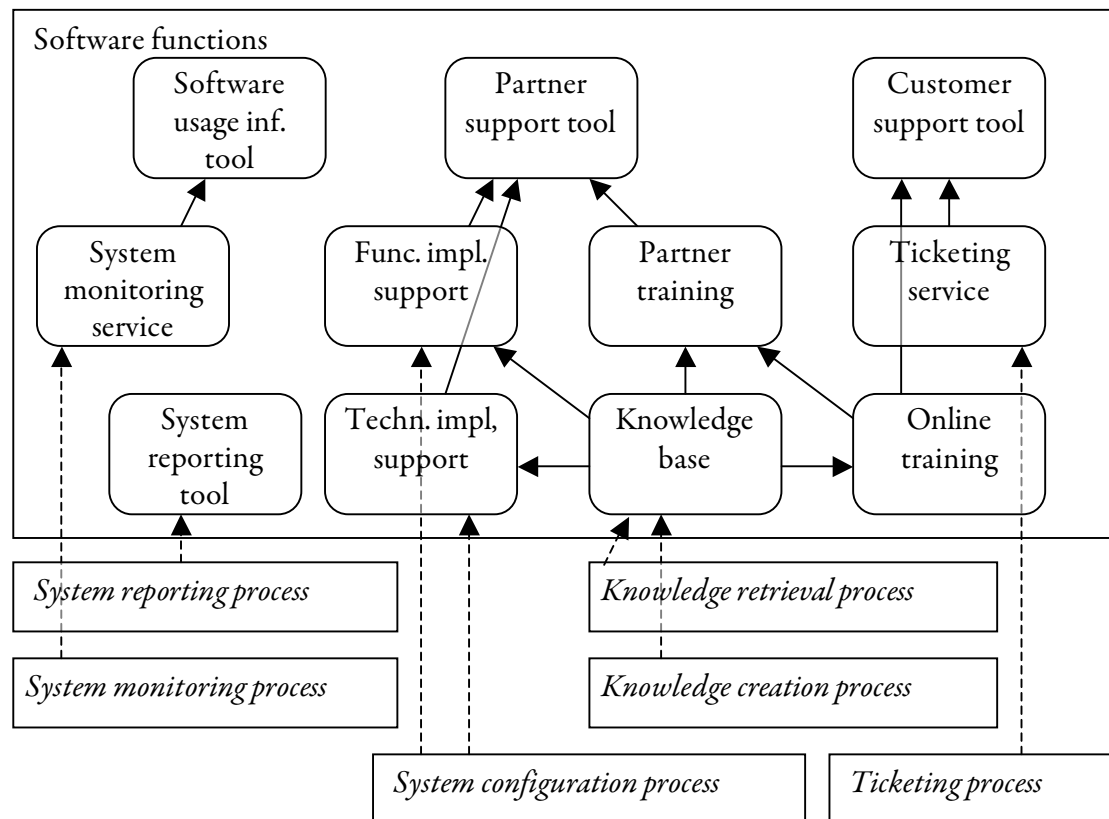 Software functions
Software
usage inf.
tool
Partner
support tool
Customer
support tool
System
monitoring
service
Func. impl.
support
Partner
training
Ticketing
service
System
reporting
tool
Techn. impl,
support
Knowledge
base
Online
training
System reporting process
Knowledge retrieval process
System monitoring process
Knowledge creation process
System configuration process
Ticketing process